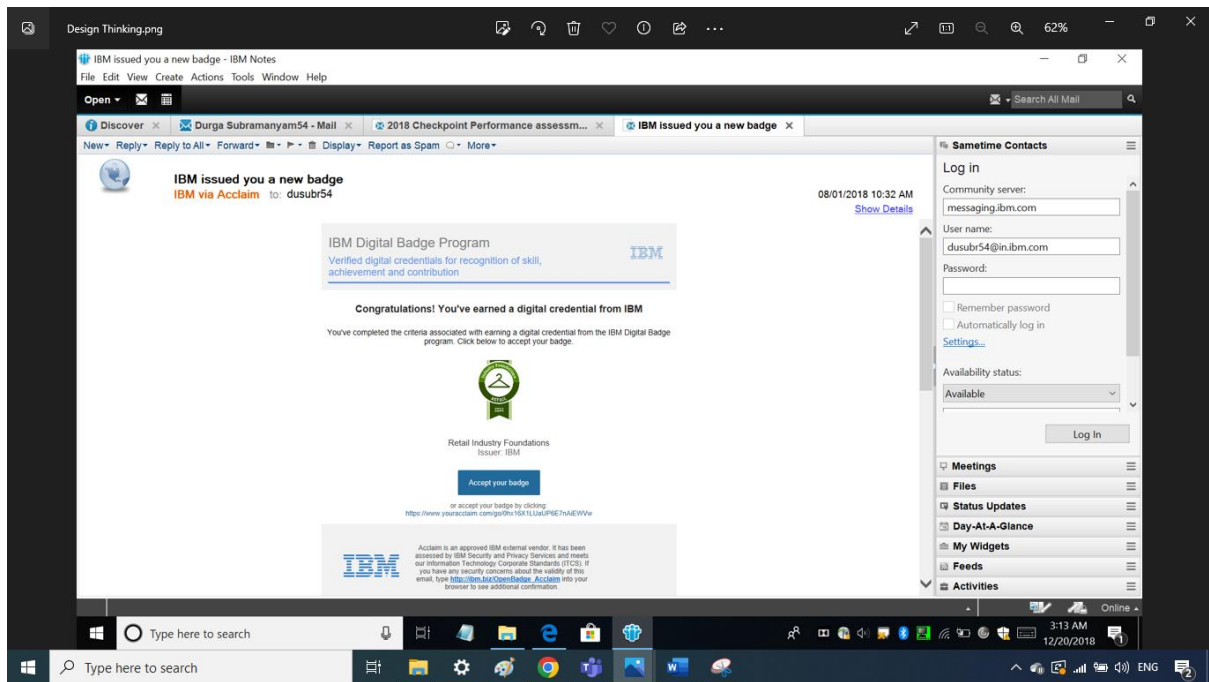 Design Thinking.png
62%
IBM issued you a new badge - IBM Notes
File Edit View Create Actions Tools Window Help
Open
Search All Mail
Discover
Durga Subramanyam54 - Mail
2018 Checkpoint Performance assessm...
IBM issued you a new badge
New Reply Reply to All Forward Display Report as Spam More
IBM issued you a new badge
IBM via Acclaim to: dusubr54
08/01/2018 10:32 AM
Show Details
IBM Digital Badge Program
Verified digital credentials for recognition of skill,
achievement and contribution
IBM
Congratulations! You've earned a digital credential from IBM
You've completed the criteria associated with earning a digital credential from the IBM Digital Badge
program. Click below to accept your badge.
RETAIL
Retail Industry Foundations
Issuer: IBM
Accept your badge
or accept your badge by clicking:
IBM
Acclaim is an approved IBM external vendor. It has been
assessed by IBM Security and Privacy Services and meets
our Information Technology Corporate Standards (ITCS). If
you have any security concerns about the validity of this
email, type http://ibm.biz/OpenBadge_Acclaim into your
browser to see additional confirmation.
Sametime Contacts
Log in
Community server:
messaging.ibm.com
User name:
dusubr54@in.ibm.com
Password:
Remember password
Automatically log in
Settings...
Availability status:
Available
Log In
Meetings
Files
Status Updates
Day-At-A-Glance
My Widgets
Feeds
Activities
Online
Type here to search
3:13 AM
12/20/2018
Type here to search
ENG